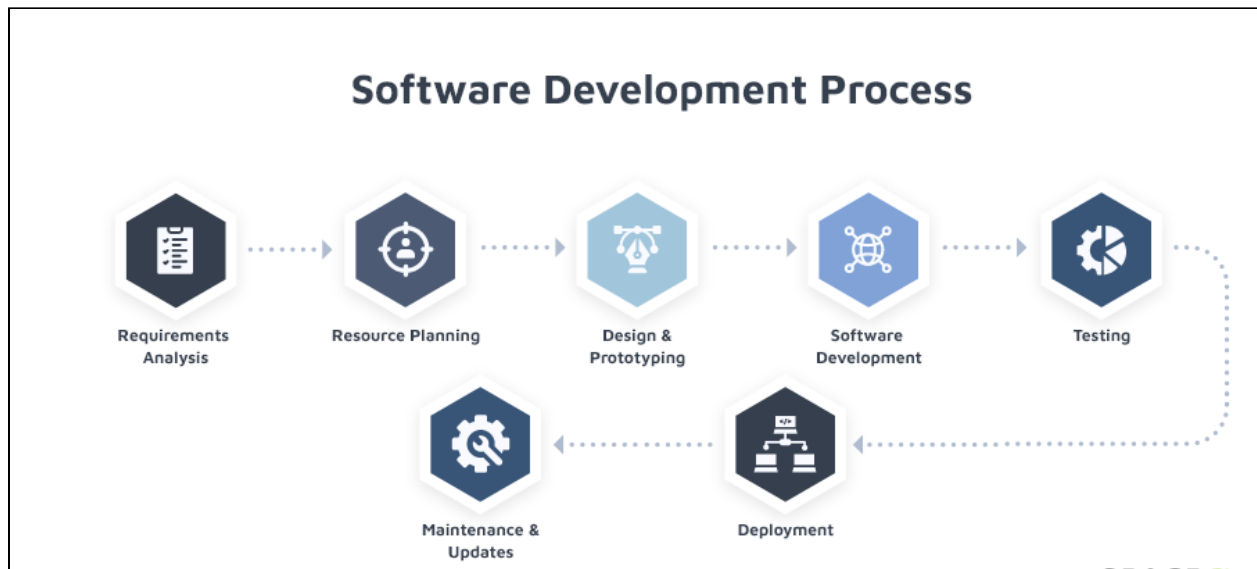 Software Development Process
Requirements
Analysis
Resource Planning
Design &
Prototyping
Software
Development
Testing
Maintenance &
Updates
Deployment